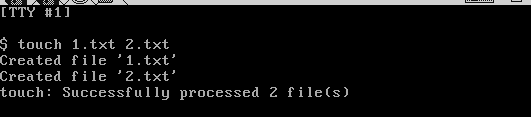 [TTY #1]
$ touch 1.txt 2.txt
Created file '1.txt'
Created file '2.txt'
touch: Successfully processed 2 file(s)